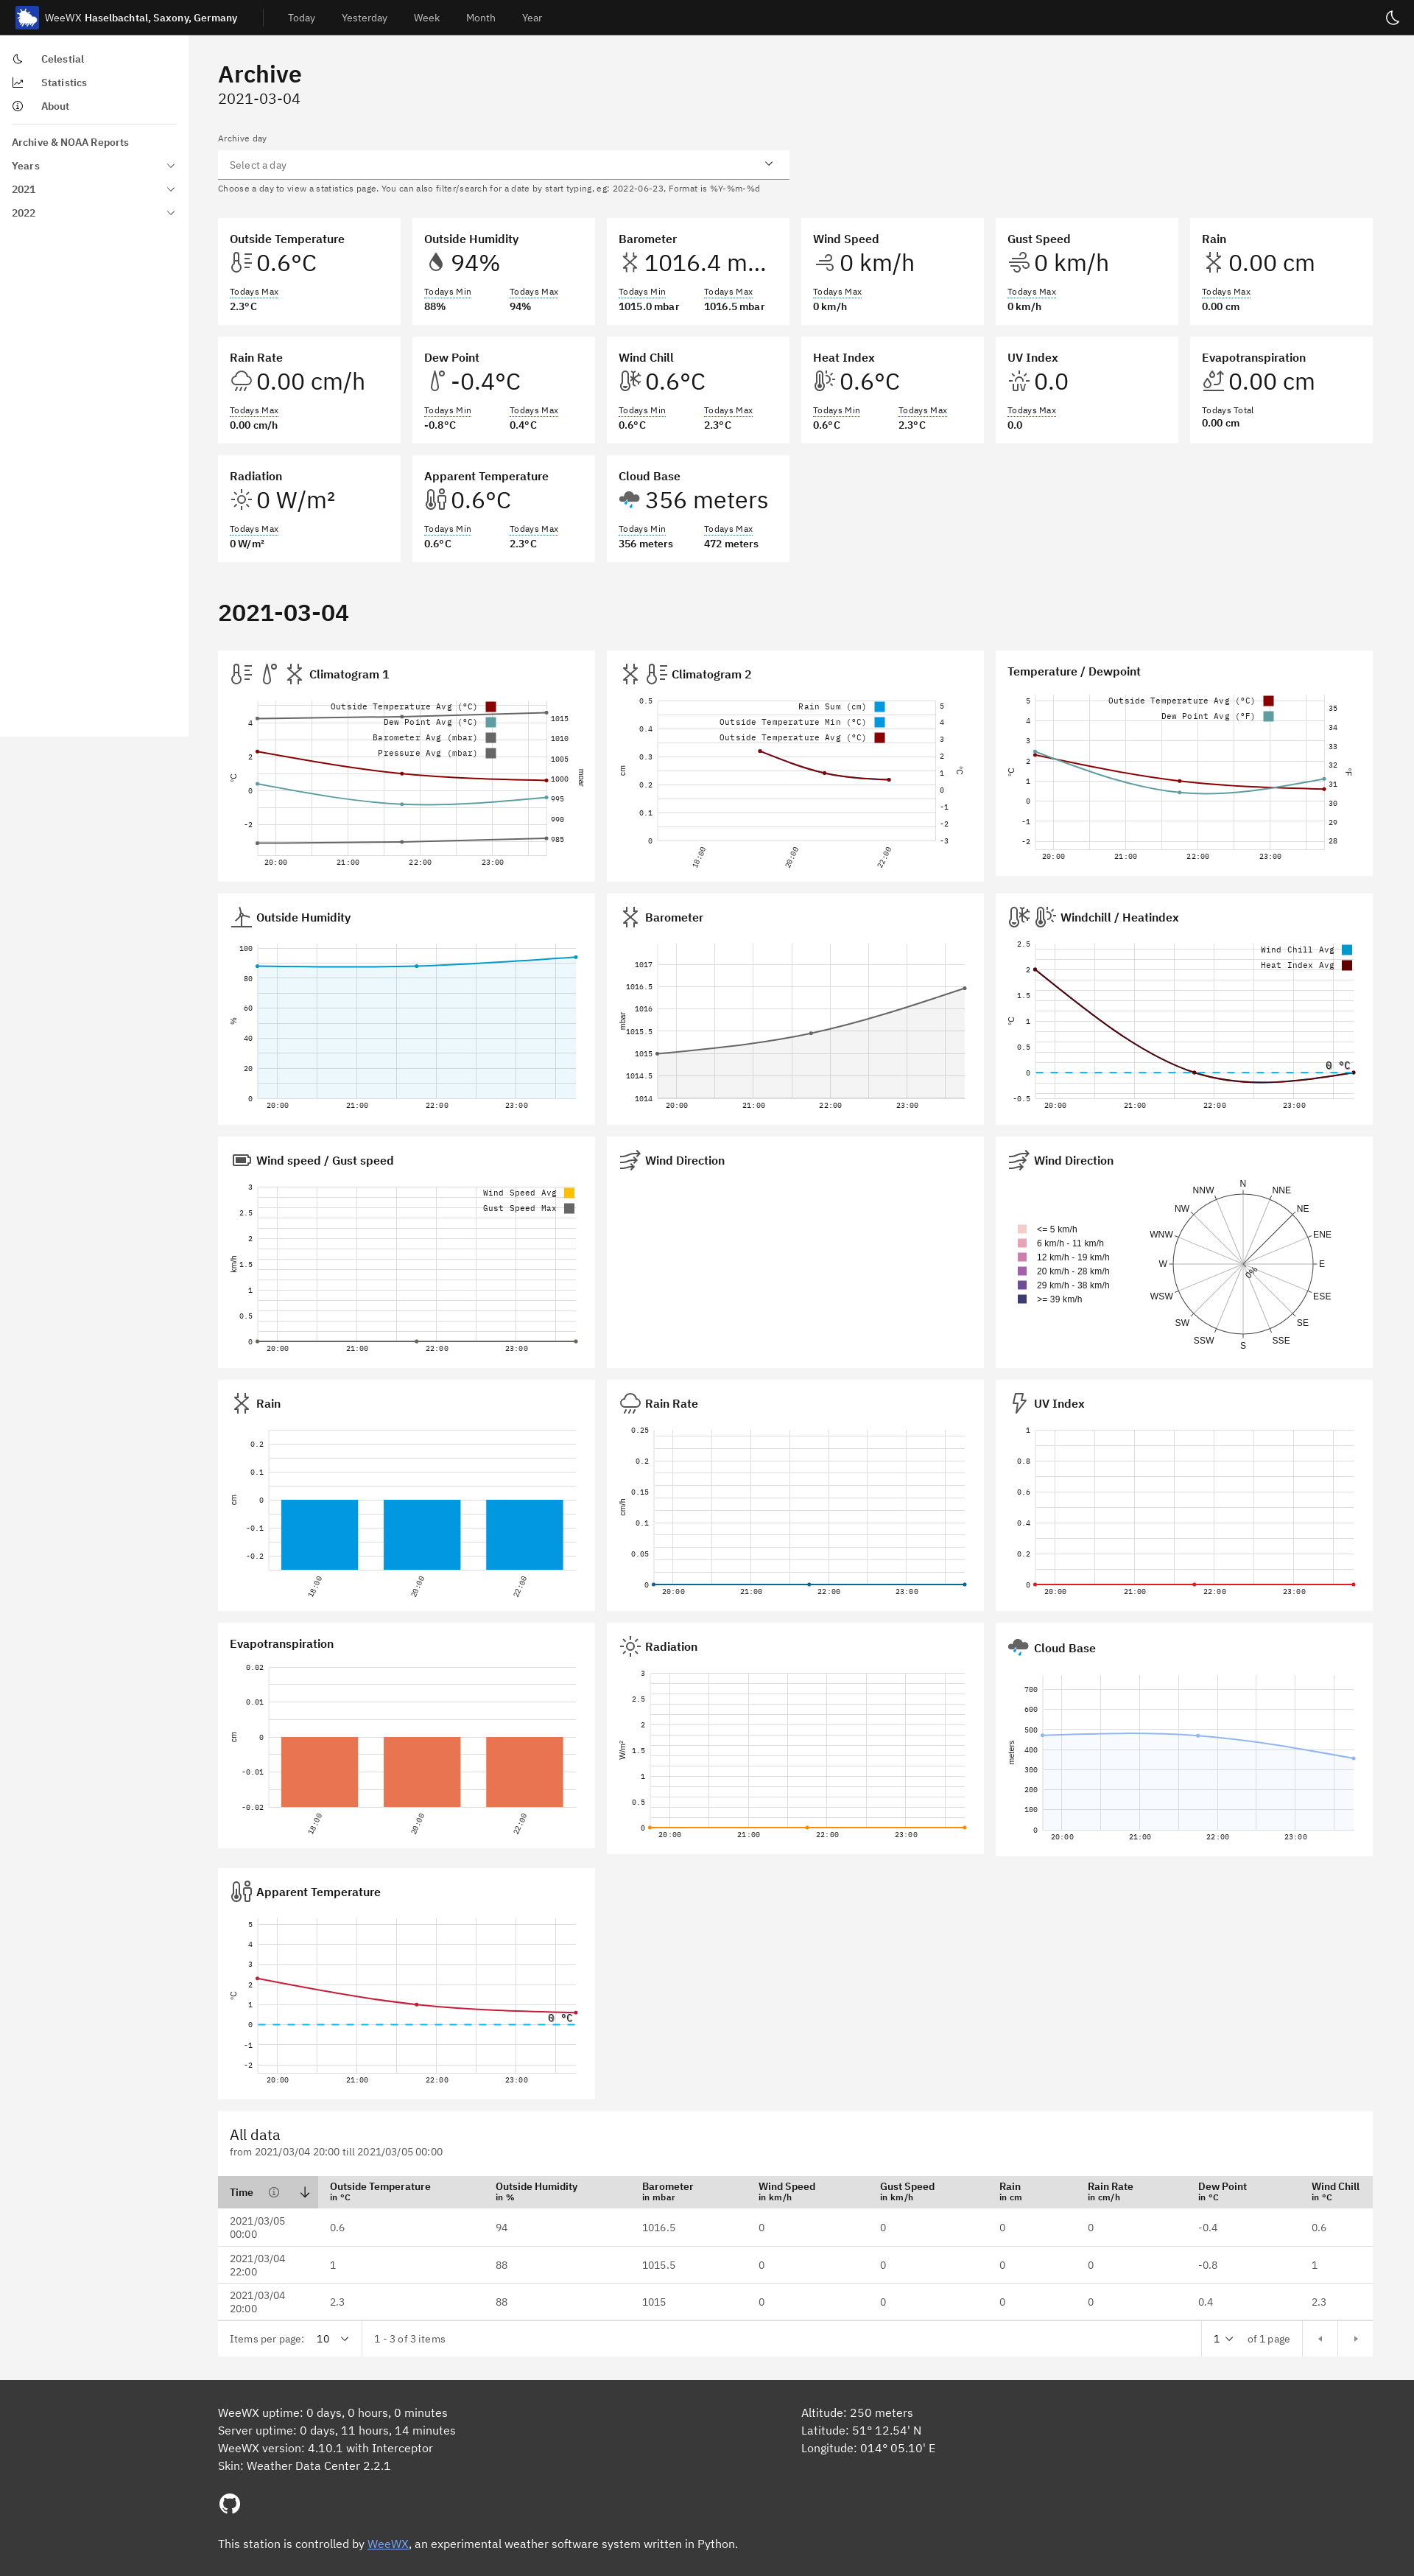 WeeWX Haselbachtal, Saxony, Germany
Today Yesterday Week Month Year
Celestial
Statistics
About
Archive & NOAA Reports
Years
2021
2022
Archive
2021-03-04
Archive day
Select a day
Choose a day to view a statistics page. You can also filter/search for a date by start typing, eg: 2022-06-23, Format is %Y-%m-%d
Outside Temperature
0.6°C
Todays Max
2.3°C
Outside Humidity
94%
Todays Min Todays Max
88% 94%
Barometer
1016.4 m...
Todays Min Todays Max
1015.0 mbar 1016.5 mbar
Wind Speed
0 km/h
Todays Max
0 km/h
Gust Speed
0 km/h
Todays Max
0 km/h
Rain
0.00 cm
Todays Max
0.00 cm
Rain Rate
0.00 cm/h
Todays Max
0.00 cm/h
Dew Point
-0.4°C
Todays Min Todays Max
-0.8°C 0.4°C
Wind Chill
0.6°C
Todays Min Todays Max
0.6°C 2.3°C
Heat Index
0.6°C
Todays Min Todays Max
0.6°C 2.3°C
UV Index
0.0
Todays Max
0.0
Evapotranspiration
0.00 cm
Todays Total
0.00 cm
Radiation
0 W/m²
Todays Max
0 W/m²
Apparent Temperature
0.6°C
Todays Min Todays Max
0.6°C 2.3°C
Cloud Base
356 meters
Todays Min Todays Max
356 meters 472 meters
2021-03-04
Climatogram 1
Outside Temperature Avg (°C)
Dew Point Avg (°C)
Barometer Avg (mbar)
Pressure Avg (mbar)
4 2 0 -2
°C
1015 1010 1005 1000 995 990 985
mbar
20:00 21:00 22:00 23:00
Climatogram 2
Rain Sum (cm)
Outside Temperature Min (°C)
Outside Temperature Avg (°C)
0.5 0.4 0.3 0.2 0.1 0
cm
5 4 3 2 1 0 -1 -2 -3
°C
18:00 20:00 22:00
Temperature / Dewpoint
Outside Temperature Avg (°C)
Dew Point Avg (°F)
5 4 3 2 1 0 -1 -2
°C
35 34 33 32 31 30 29 28
°F
20:00 21:00 22:00 23:00
Outside Humidity
100 80 60 40 20 0
%
20:00 21:00 22:00 23:00
Barometer
1017 1016.5 1016 1015.5 1015 1014.5 1014
mbar
20:00 21:00 22:00 23:00
Windchill / Heatindex
Wind Chill Avg
Heat Index Avg
2.5 2 1.5 1 0.5 0 -0.5
°C
0 °C
20:00 21:00 22:00 23:00
Wind speed / Gust speed
Wind Speed Avg
Gust Speed Max
3 2.5 2 1.5 1 0.5 0
km/h
20:00 21:00 22:00 23:00
Wind Direction
Wind Direction
<= 5 km/h
6 km/h - 11 km/h
12 km/h - 19 km/h
20 km/h - 28 km/h
29 km/h - 38 km/h
>= 39 km/h
N NNE NE ENE E ESE SE SSE S SSW SW WSW W WNW NW NNW
0%
Rain
0.2 0.1 0 -0.1 -0.2
cm
18:00 20:00 22:00
Rain Rate
0.25 0.2 0.15 0.1 0.05 0
cm/h
20:00 21:00 22:00 23:00
UV Index
1 0.8 0.6 0.4 0.2 0
20:00 21:00 22:00 23:00
Evapotranspiration
0.02 0.01 0 -0.01 -0.02
cm
18:00 20:00 22:00
Radiation
3 2.5 2 1.5 1 0.5 0
W/m²
20:00 21:00 22:00 23:00
Cloud Base
700 600 500 400 300 200 100 0
meters
20:00 21:00 22:00 23:00
Apparent Temperature
5 4 3 2 1 0 -1 -2
°C
0 °C
20:00 21:00 22:00 23:00
All data
from 2021/03/04 20:00 till 2021/03/05 00:00
Time Outside Temperature Outside Humidity Barometer Wind Speed Gust Speed Rain Rain Rate Dew Point Wind Chill
in °C in % in mbar in km/h in km/h in cm in cm/h in °C in °C
2021/03/05 00:00 0.6 94 1016.5 0 0 0 0 -0.4 0.6
2021/03/04 22:00 1 88 1015.5 0 0 0 0 -0.8 1
2021/03/04 20:00 2.3 88 1015 0 0 0 0 0.4 2.3
Items per page: 10 1 - 3 of 3 items 1 of 1 page
WeeWX uptime: 0 days, 0 hours, 0 minutes
Server uptime: 0 days, 11 hours, 14 minutes
WeeWX version: 4.10.1 with Interceptor
Skin: Weather Data Center 2.2.1
Altitude: 250 meters
Latitude: 51° 12.54' N
Longitude: 014° 05.10' E
This station is controlled by WeeWX, an experimental weather software system written in Python.